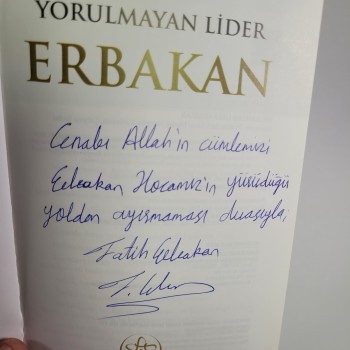 YORULMAYAN LİDER
ERBAKAN
Cenabı Allah'ın cümlemizi
Erbakan Hocamız'ın yürüdüğü
yoldan ayırmaması duasıyla,
Fatih Erbakan